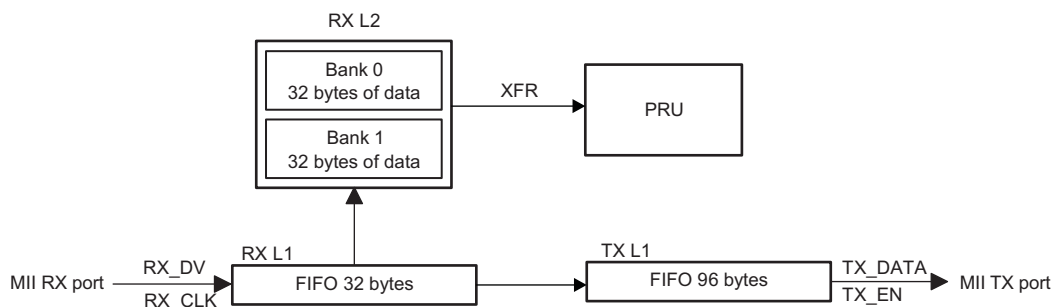 RX L2
Bank 0
32 bytes of data
XFR
PRU
Bank 1
32 bytes of data
RX L1
TX L1
MII RX port
RX_DV
RX_CLK
FIFO 32 bytes
FIFO 96 bytes
TX_DATA
TX_EN
MII TX port